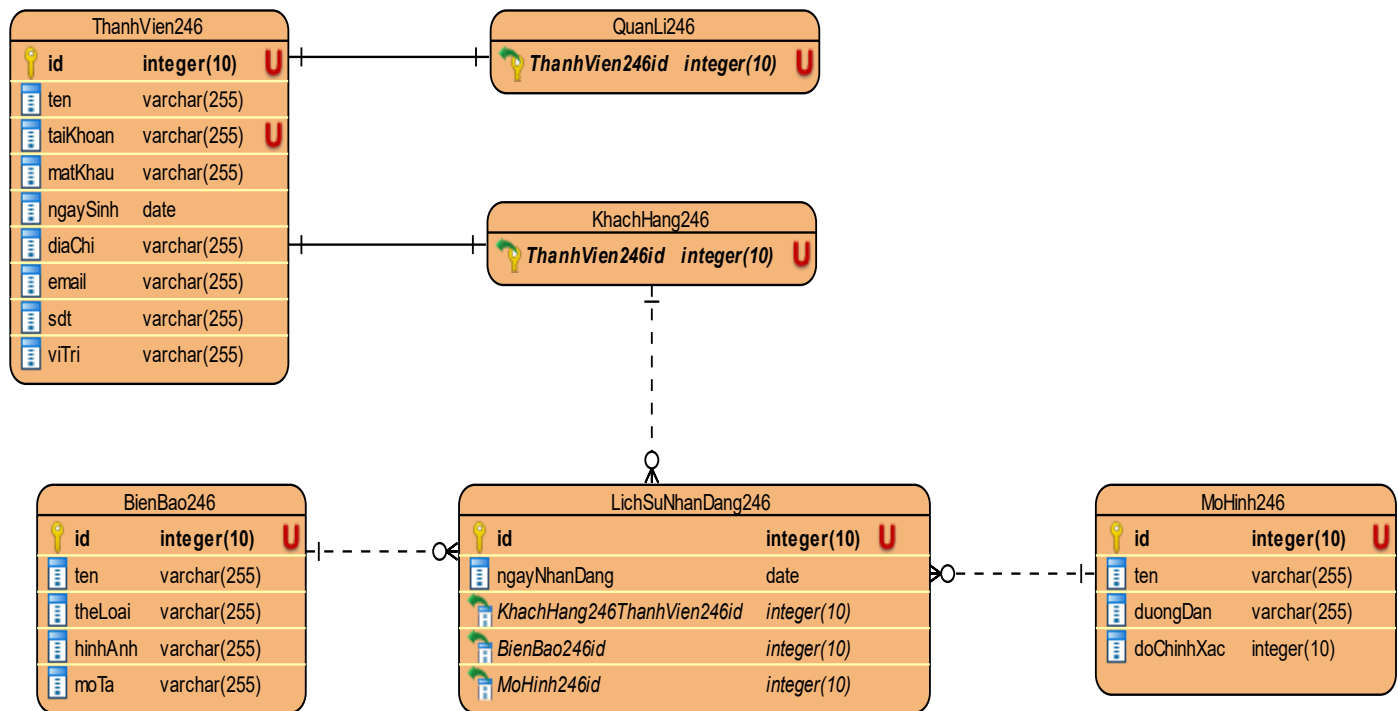 ThanhVien246
id integer(10) U
ten varchar(255)
taiKhoan varchar(255) U
matKhau varchar(255)
ngaySinh date
diaChi varchar(255)
email varchar(255)
sdt varchar(255)
viTri varchar(255)
QuanLi246
ThanhVien246id integer(10) U
KhachHang246
ThanhVien246id integer(10) U
BienBao246
id integer(10) U
ten varchar(255)
theLoai varchar(255)
hinhAnh varchar(255)
moTa varchar(255)
LichSuNhanDang246
id integer(10) U
ngayNhanDang date
KhachHang246ThanhVien246id integer(10)
BienBao246id integer(10)
MoHinh246id integer(10)
MoHinh246
id integer(10) U
ten varchar(255)
duongDan varchar(255)
doChinhXac integer(10)